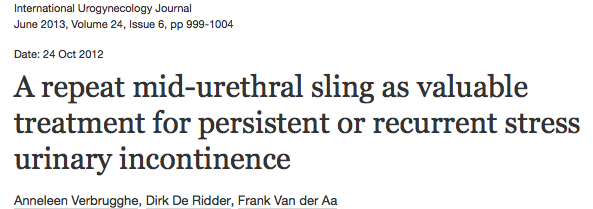 International Urogynecology Journal
June 2013, Volume 24, Issue 6, pp 999-1004
Date: 24 Oct 2012
A repeat mid-urethral sling as valuable
treatment for persistent or recurrent stress
urinary incontinence
Anneleen Verbrugghe, Dirk De Ridder, Frank Van der Aa